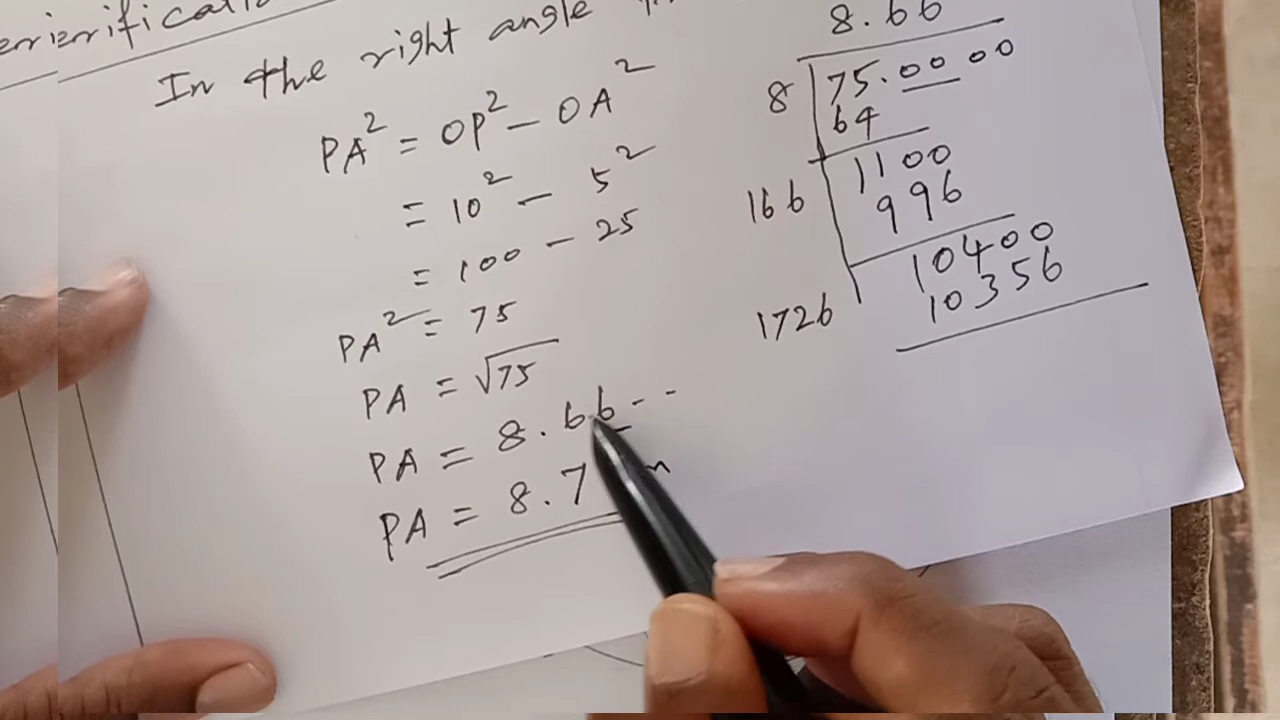 In the right angle
PA² = OP² - OA²
= 10² - 5²
= 100 - 25
PA² = 75
PA = √75
PA = 8.66--
PA = 8.7
8.66
8 75.00 00
64
166 1100
996
1726 10400
10356